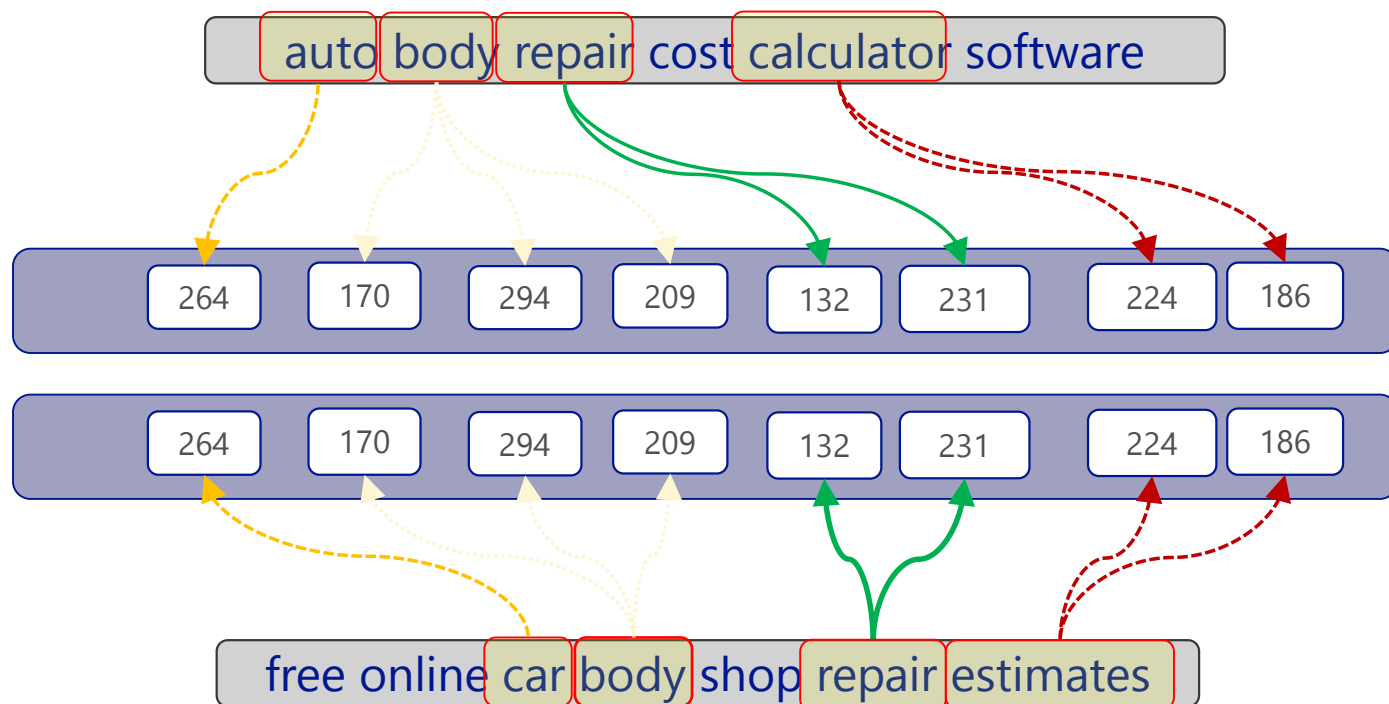 auto body repair cost calculator software
264 170 294 209 132 231 224 186
264 170 294 209 132 231 224 186
free online car body shop repair estimates